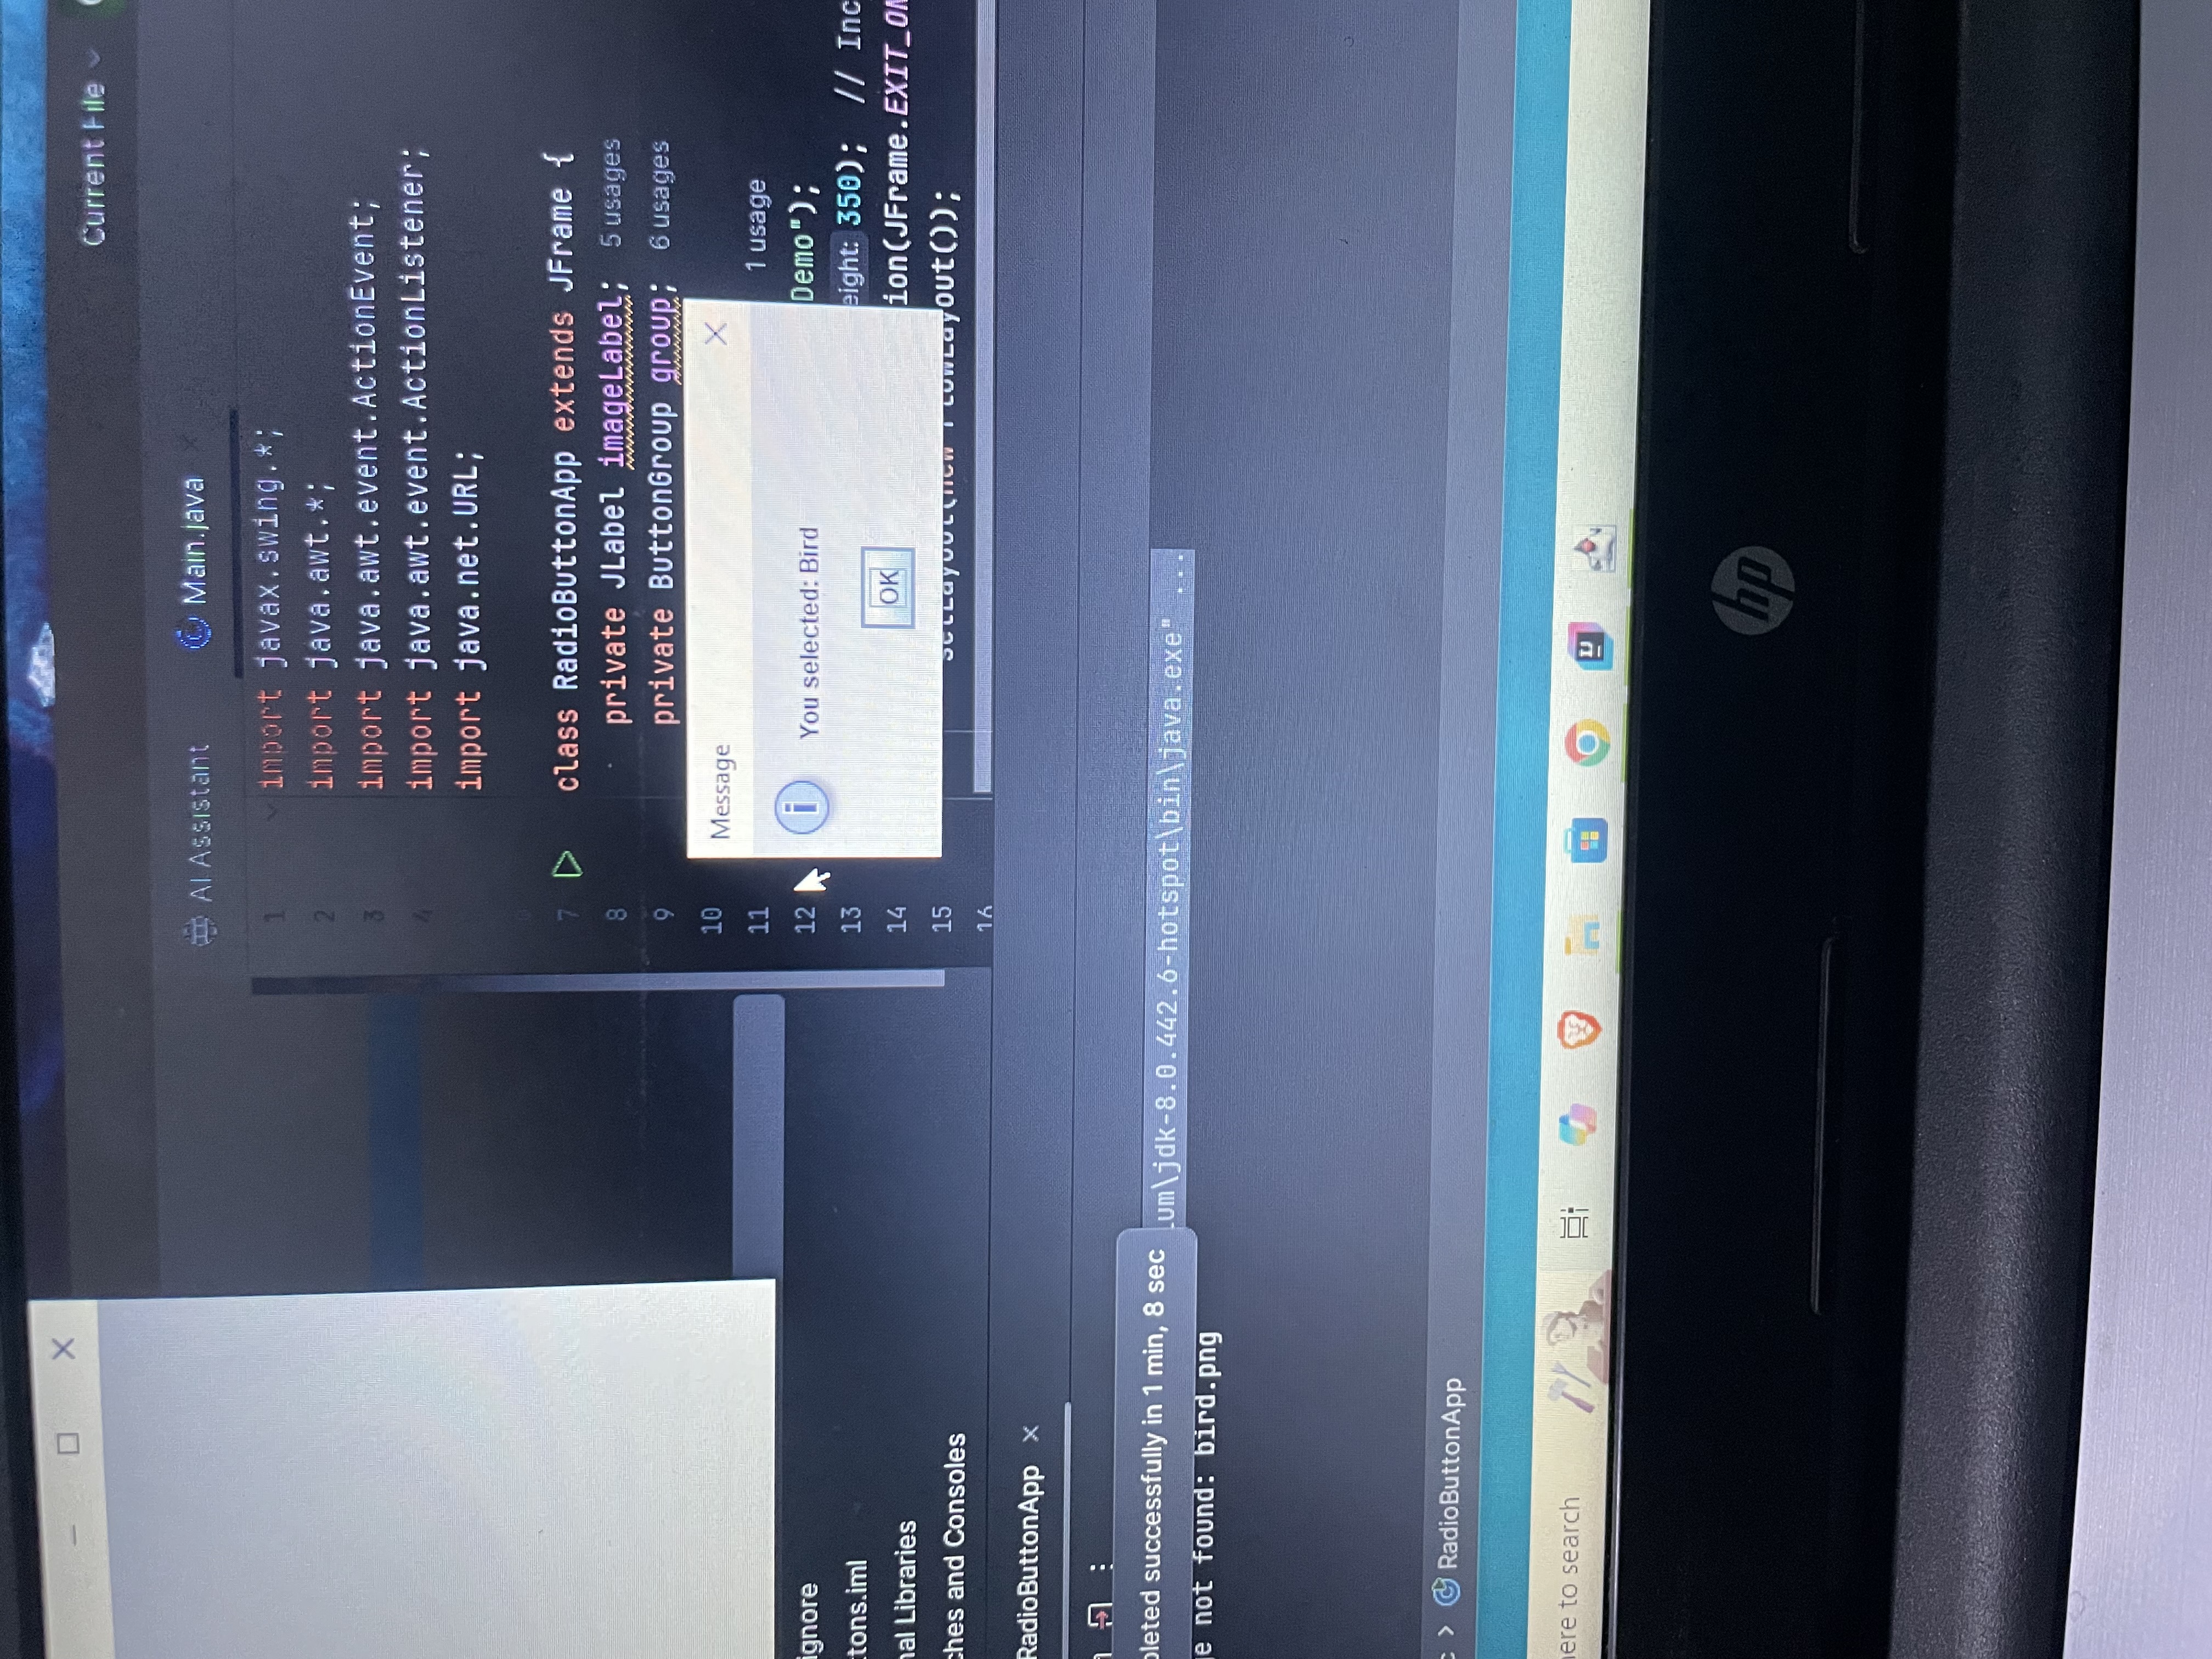 Current File
AI Assistant
Main.java
1 import javax.swing.*;
2 import java.awt.*;
3 import java.awt.event.ActionEvent;
4 import java.awt.event.ActionListener;
import java.net.URL;
7 class RadioButtonApp extends JFrame {
8 private JLabel imageLabel; 5 usages
9 private ButtonGroup group; 6 usages
10
Message
11 1 usage
You selected: Bird
12 Demo");
13 eight: 350); // Inc
OK
14 ion(JFrame.EXIT_ON
15 setLayout(new FlowLayout());
16
ignore
tons.iml
nal Libraries
ches and Consoles
RadioButtonApp
pleted successfully in 1 min, 8 sec
um\jdk-8.0.442.6-hotspot\bin\java.exe" ...
e not found: bird.png
c > RadioButtonApp
here to search
IJ
hp